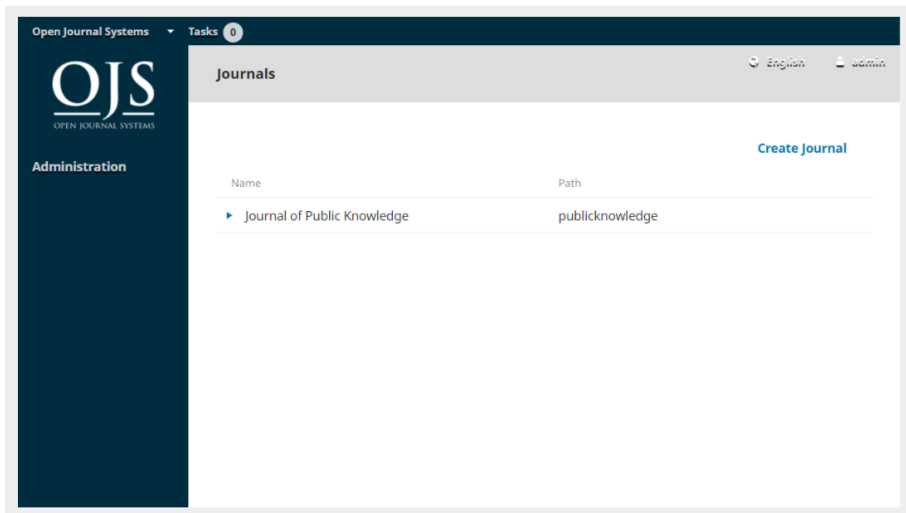 Open Journal Systems Tasks 0
OJS
OPEN JOURNAL SYSTEMS
Administration
Journals
English admin
Create Journal
Name Path
Journal of Public Knowledge publicknowledge